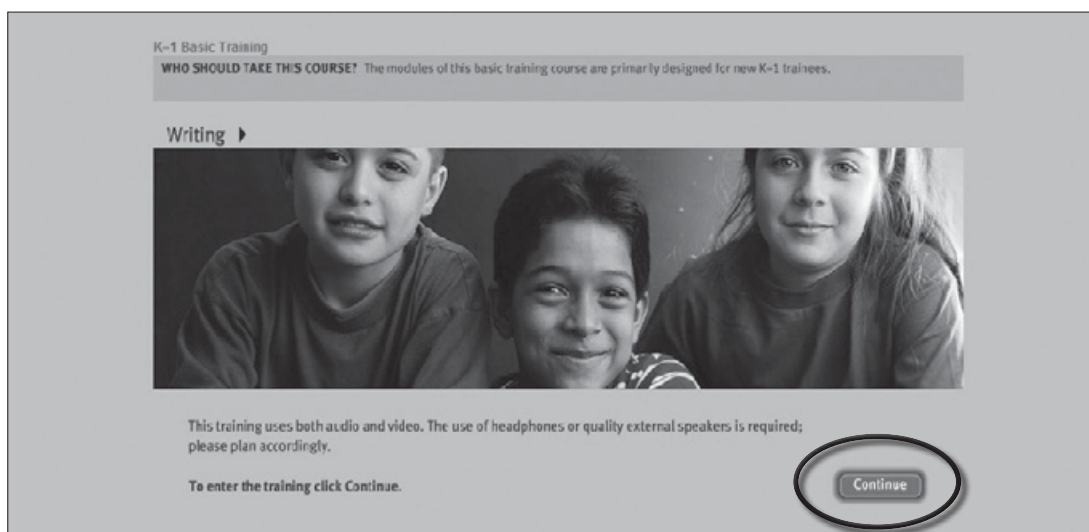 K–1 Basic Training
WHO SHOULD TAKE THIS COURSE? The modules of this basic training course are primarily designed for new K–1 trainees.
Writing
This training uses both audio and video. The use of headphones or quality external speakers is required;
please plan accordingly.
To enter the training click Continue.
Continue